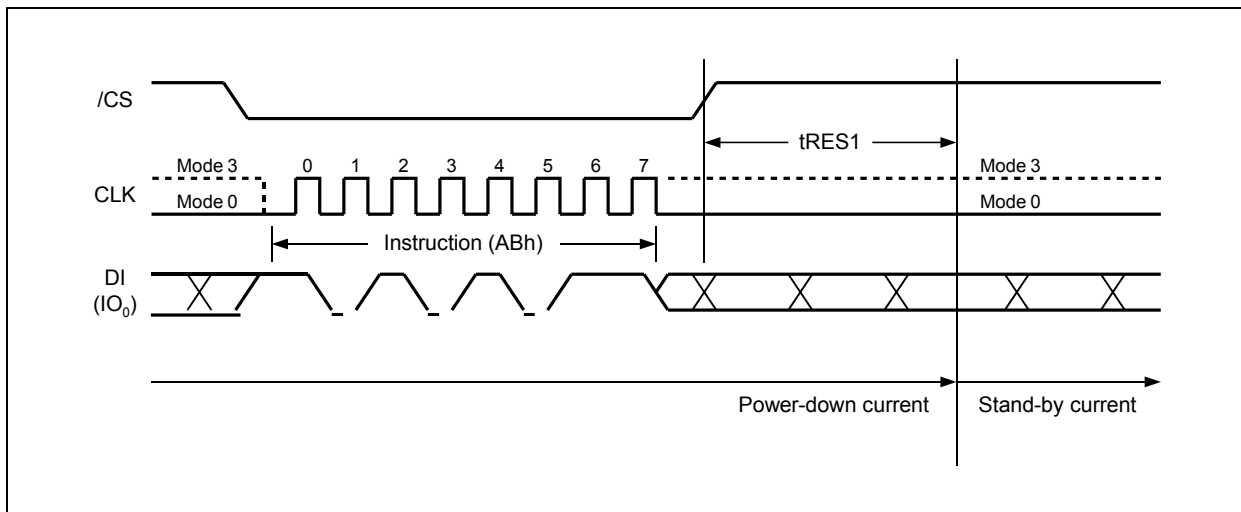 /CS
tRES1
Mode 3 0 1 2 3 4 5 6 7 Mode 3
CLK
Mode 0 Mode 0
Instruction (ABh)
DI
(IO₀)
Power-down current Stand-by current